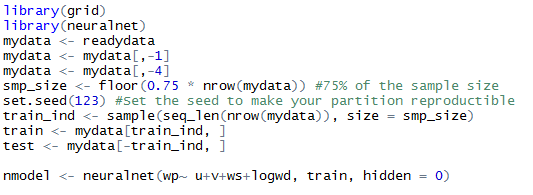 library(grid)
library(neuralnet)
mydata <- readydata
mydata <- mydata[,-1]
mydata <- mydata[,-4]
smp_size <- floor(0.75 * nrow(mydata)) #75% of the sample size
set.seed(123) #Set the seed to make your partition reproductible
train_ind <- sample(seq_len(nrow(mydata)), size = smp_size)
train <- mydata[train_ind, ]
test <- mydata[-train_ind, ]
nmodel <- neuralnet(wp~ u+v+ws+logwd, train, hidden = 0)